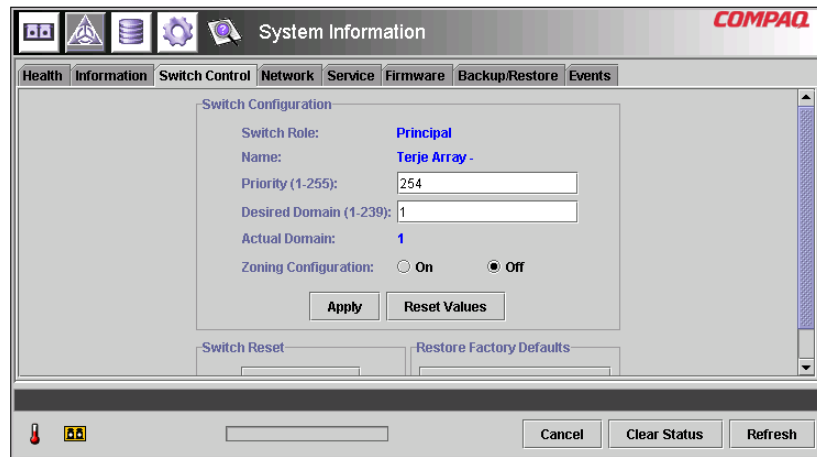 System Information
COMPAQ
Health Information Switch Control Network Service Firmware Backup/Restore Events
Switch Configuration
Switch Role: Principal
Name: Terje Array -
Priority (1-255): 254
Desired Domain (1-239): 1
Actual Domain: 1
Zoning Configuration: On Off
Apply Reset Values
Switch Reset Restore Factory Defaults
Cancel Clear Status Refresh